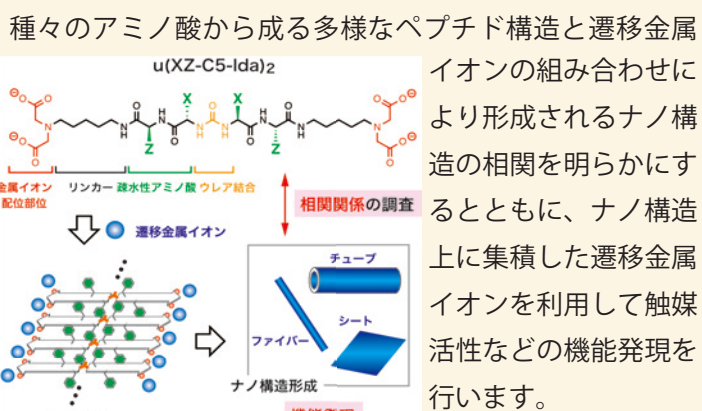 種々のアミノ酸から成る多様なペプチド構造と遷移金属
イオンの組み合わせに
より形成されるナノ構
造の相関を明らかにす
るとともに、ナノ構造
上に集積した遷移金属
イオンを利用して触媒
活性などの機能発現を
行います。
u(XZ-C5-Ida)2
O O X O X O O
N H N H N H N H N H N H N
O Z O Z O
金属イオン
配位部位
リンカー 疎水性アミノ酸 ウレア結合
相関関係の調査
遷移金属イオン
チューブ
ファイバー
シート
ナノ構造形成